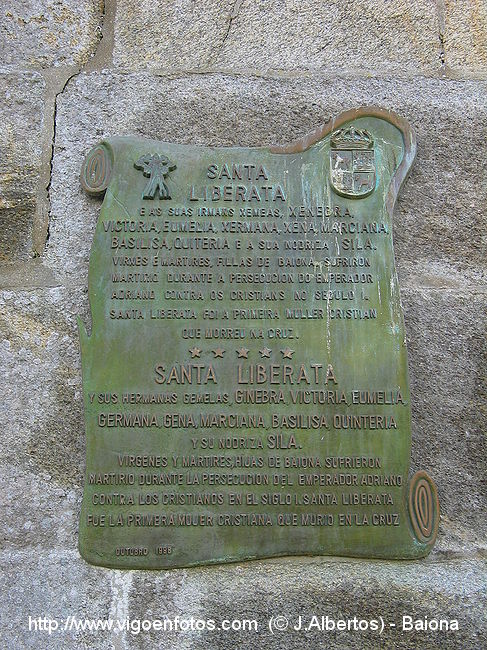 SANTA
LIBERATA
E AS SUAS IRMANS XEMEAS, XENEBRA,
VICTORIA, EUMELIA, XERMANA, XENA, MARCIANA,
BASILISA, QUITERIA E A SUA NODRIZA SILA.
VIRXES E MARTIRES, FILLAS DE BAIONA, SUFRIRON
MARTIRIO DURANTE A PERSECUCION DO EMPERADOR
ADRIANO CONTRA OS CRISTIANS NO SECULO I.
SANTA LIBERATA FOI A PRIMEIRA MULLER CRISTIAN
QUE MORREU NA CRUZ.
SANTA LIBERATA
Y SUS HERMANAS GEMELAS, GINEBRA, VICTORIA, EUMELIA,
GERMANA, GENA, MARCIANA, BASILISA, QUINTERIA
Y SU NODRIZA SILA.
VIRGENES Y MARTIRES, HIJAS DE BAIONA, SUFRIERON
MARTIRIO DURANTE LA PERSECUCION DEL EMPERADOR ADRIANO
CONTRA LOS CRISTIANOS EN EL SIGLO I. SANTA LIBERATA
FUE LA PRIMERA MUJER CRISTIANA QUE MURIO EN LA CRUZ
OUTUBRO 1998
http://www.vigoenfotos.com (© J.Albertos) - Baiona